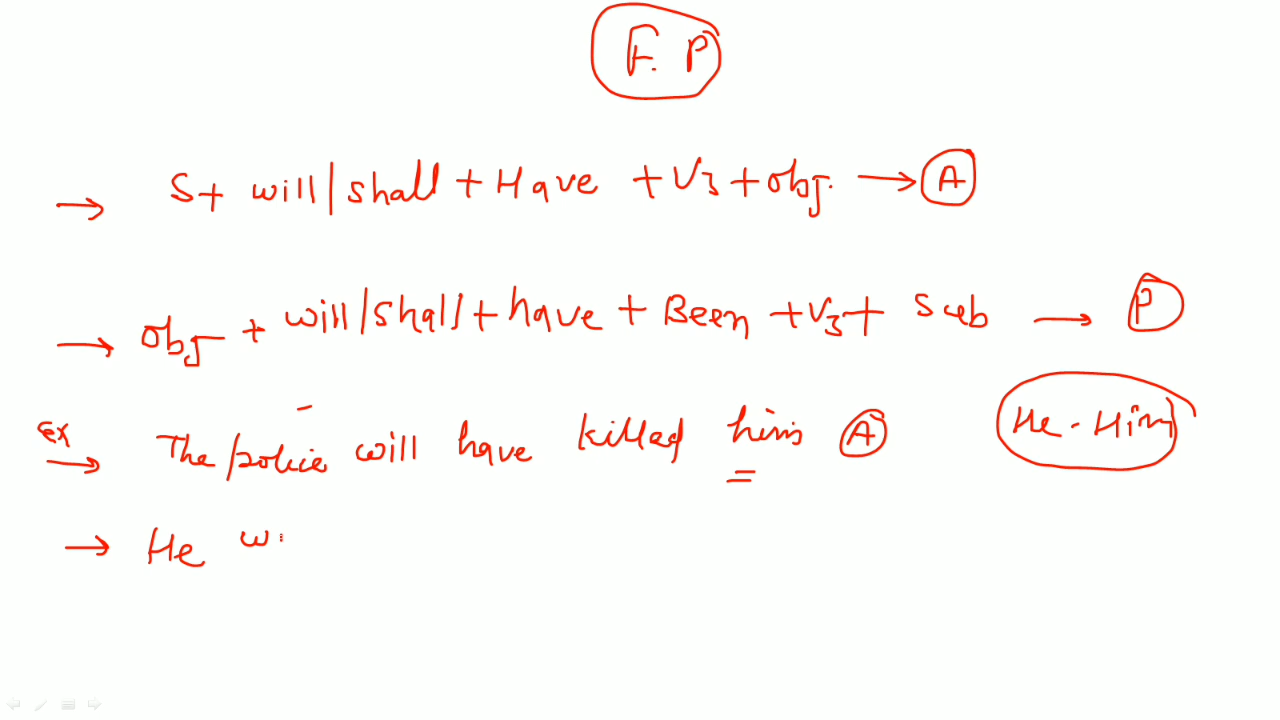 F. P
→ S + will/shall + Have + V3 + obj. → A
→ obj + will/shall + have + Been + V3 + sub → P
Ex → The police will have killed him A He - Him
→ He wi